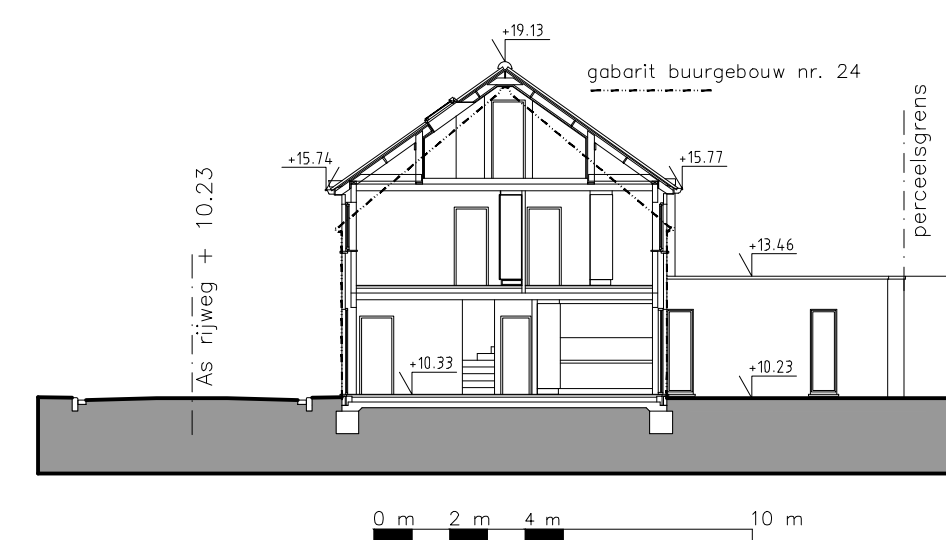 +19.13
gabarit buurgebouw nr. 24
perceelsgrens
+15.74
+15.77
As rijweg + 10.23
+13.46
+10.33
+10.23
0 m 2 m 4 m 10 m